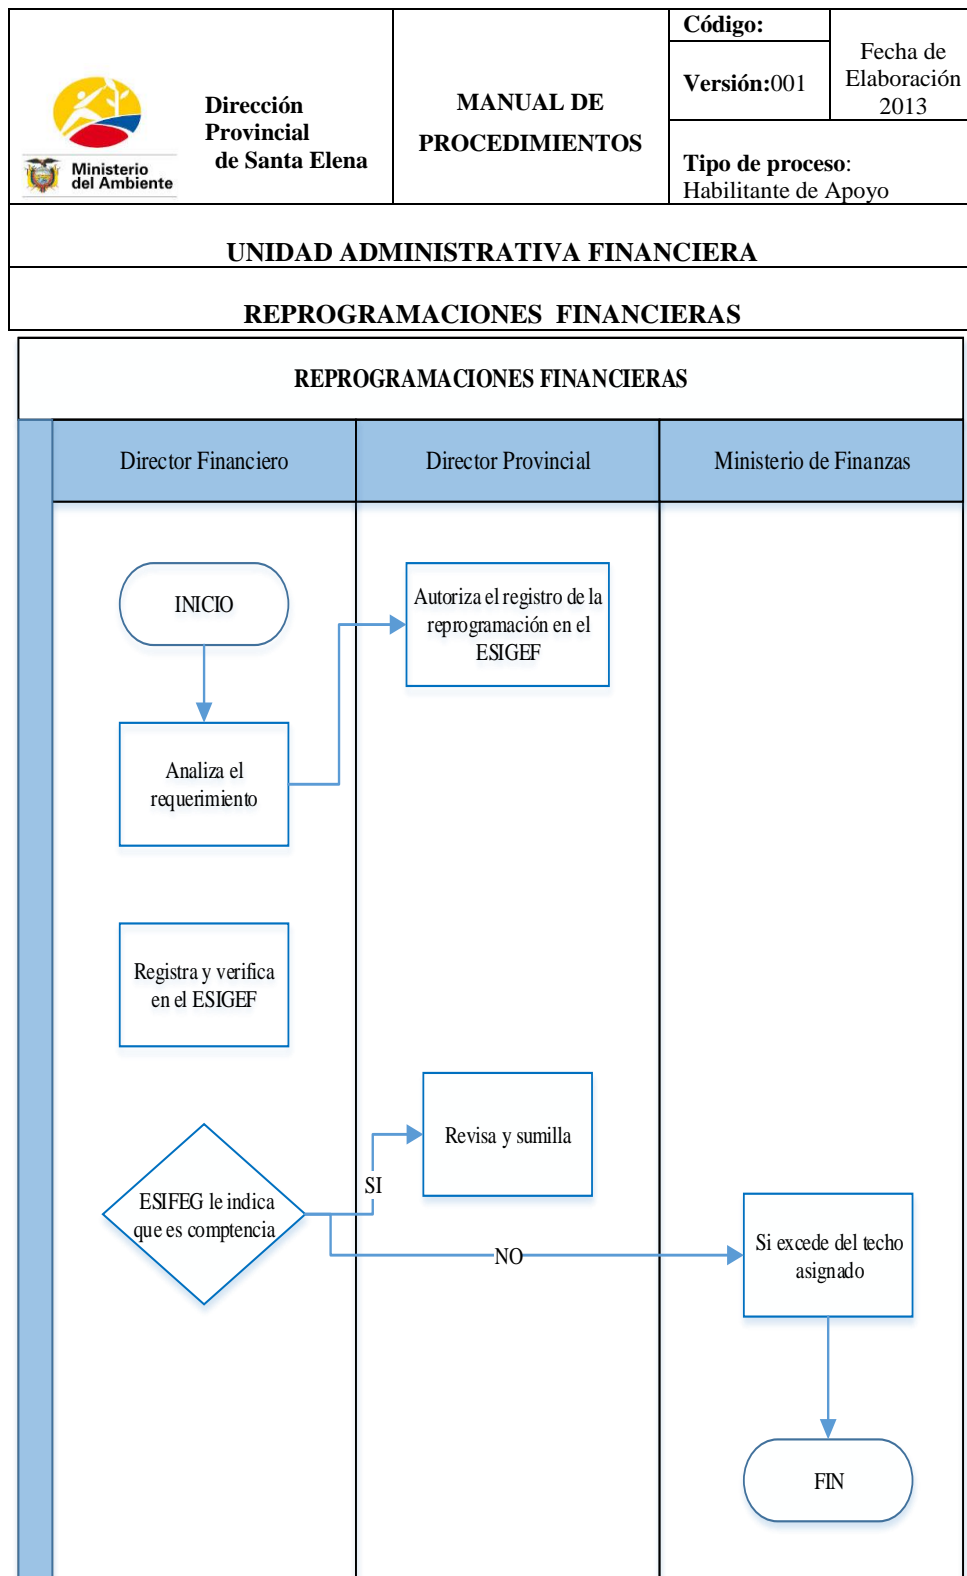 Ministerio
del Ambiente
Dirección
Provincial
de Santa Elena
MANUAL DE
PROCEDIMIENTOS
Código:
Versión:001
Fecha de
Elaboración
2013
Tipo de proceso:
Habilitante de Apoyo
UNIDAD ADMINISTRATIVA FINANCIERA
REPROGRAMACIONES FINANCIERAS
REPROGRAMACIONES FINANCIERAS
Director Financiero
Director Provincial
Ministerio de Finanzas
INICIO
Autoriza el registro de la
reprogramación en el
ESIGEF
Analiza el
requerimiento
Registra y verifica
en el ESIGEF
Revisa y sumilla
SI
ESIFEG le indica
que es comptencia
NO
Si excede del techo
asignado
FIN